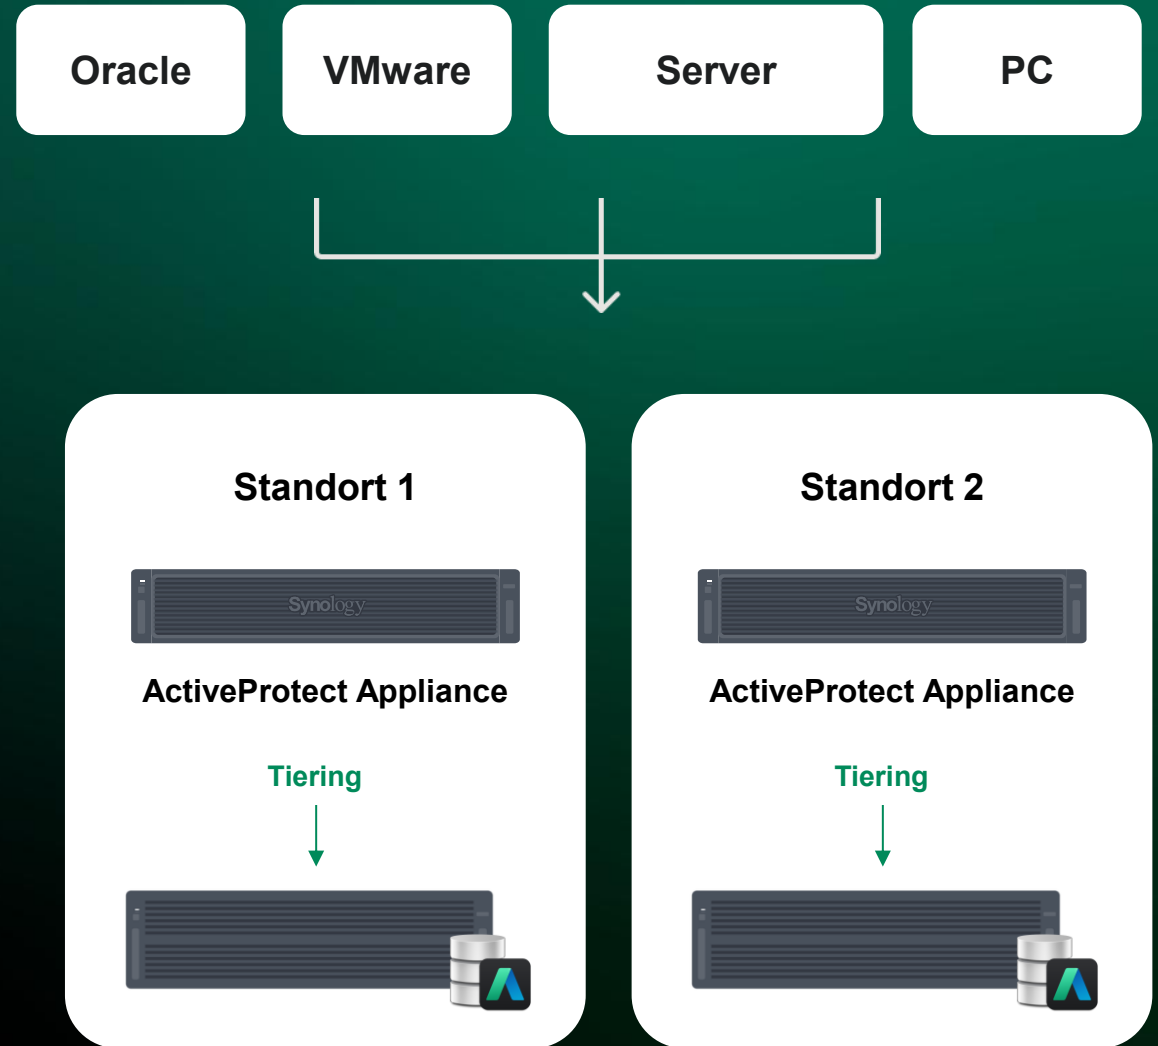 Oracle
VMware
Server
PC
Standort 1
Standort 2
Synology
Synology
ActiveProtect Appliance
ActiveProtect Appliance
Tiering
Tiering